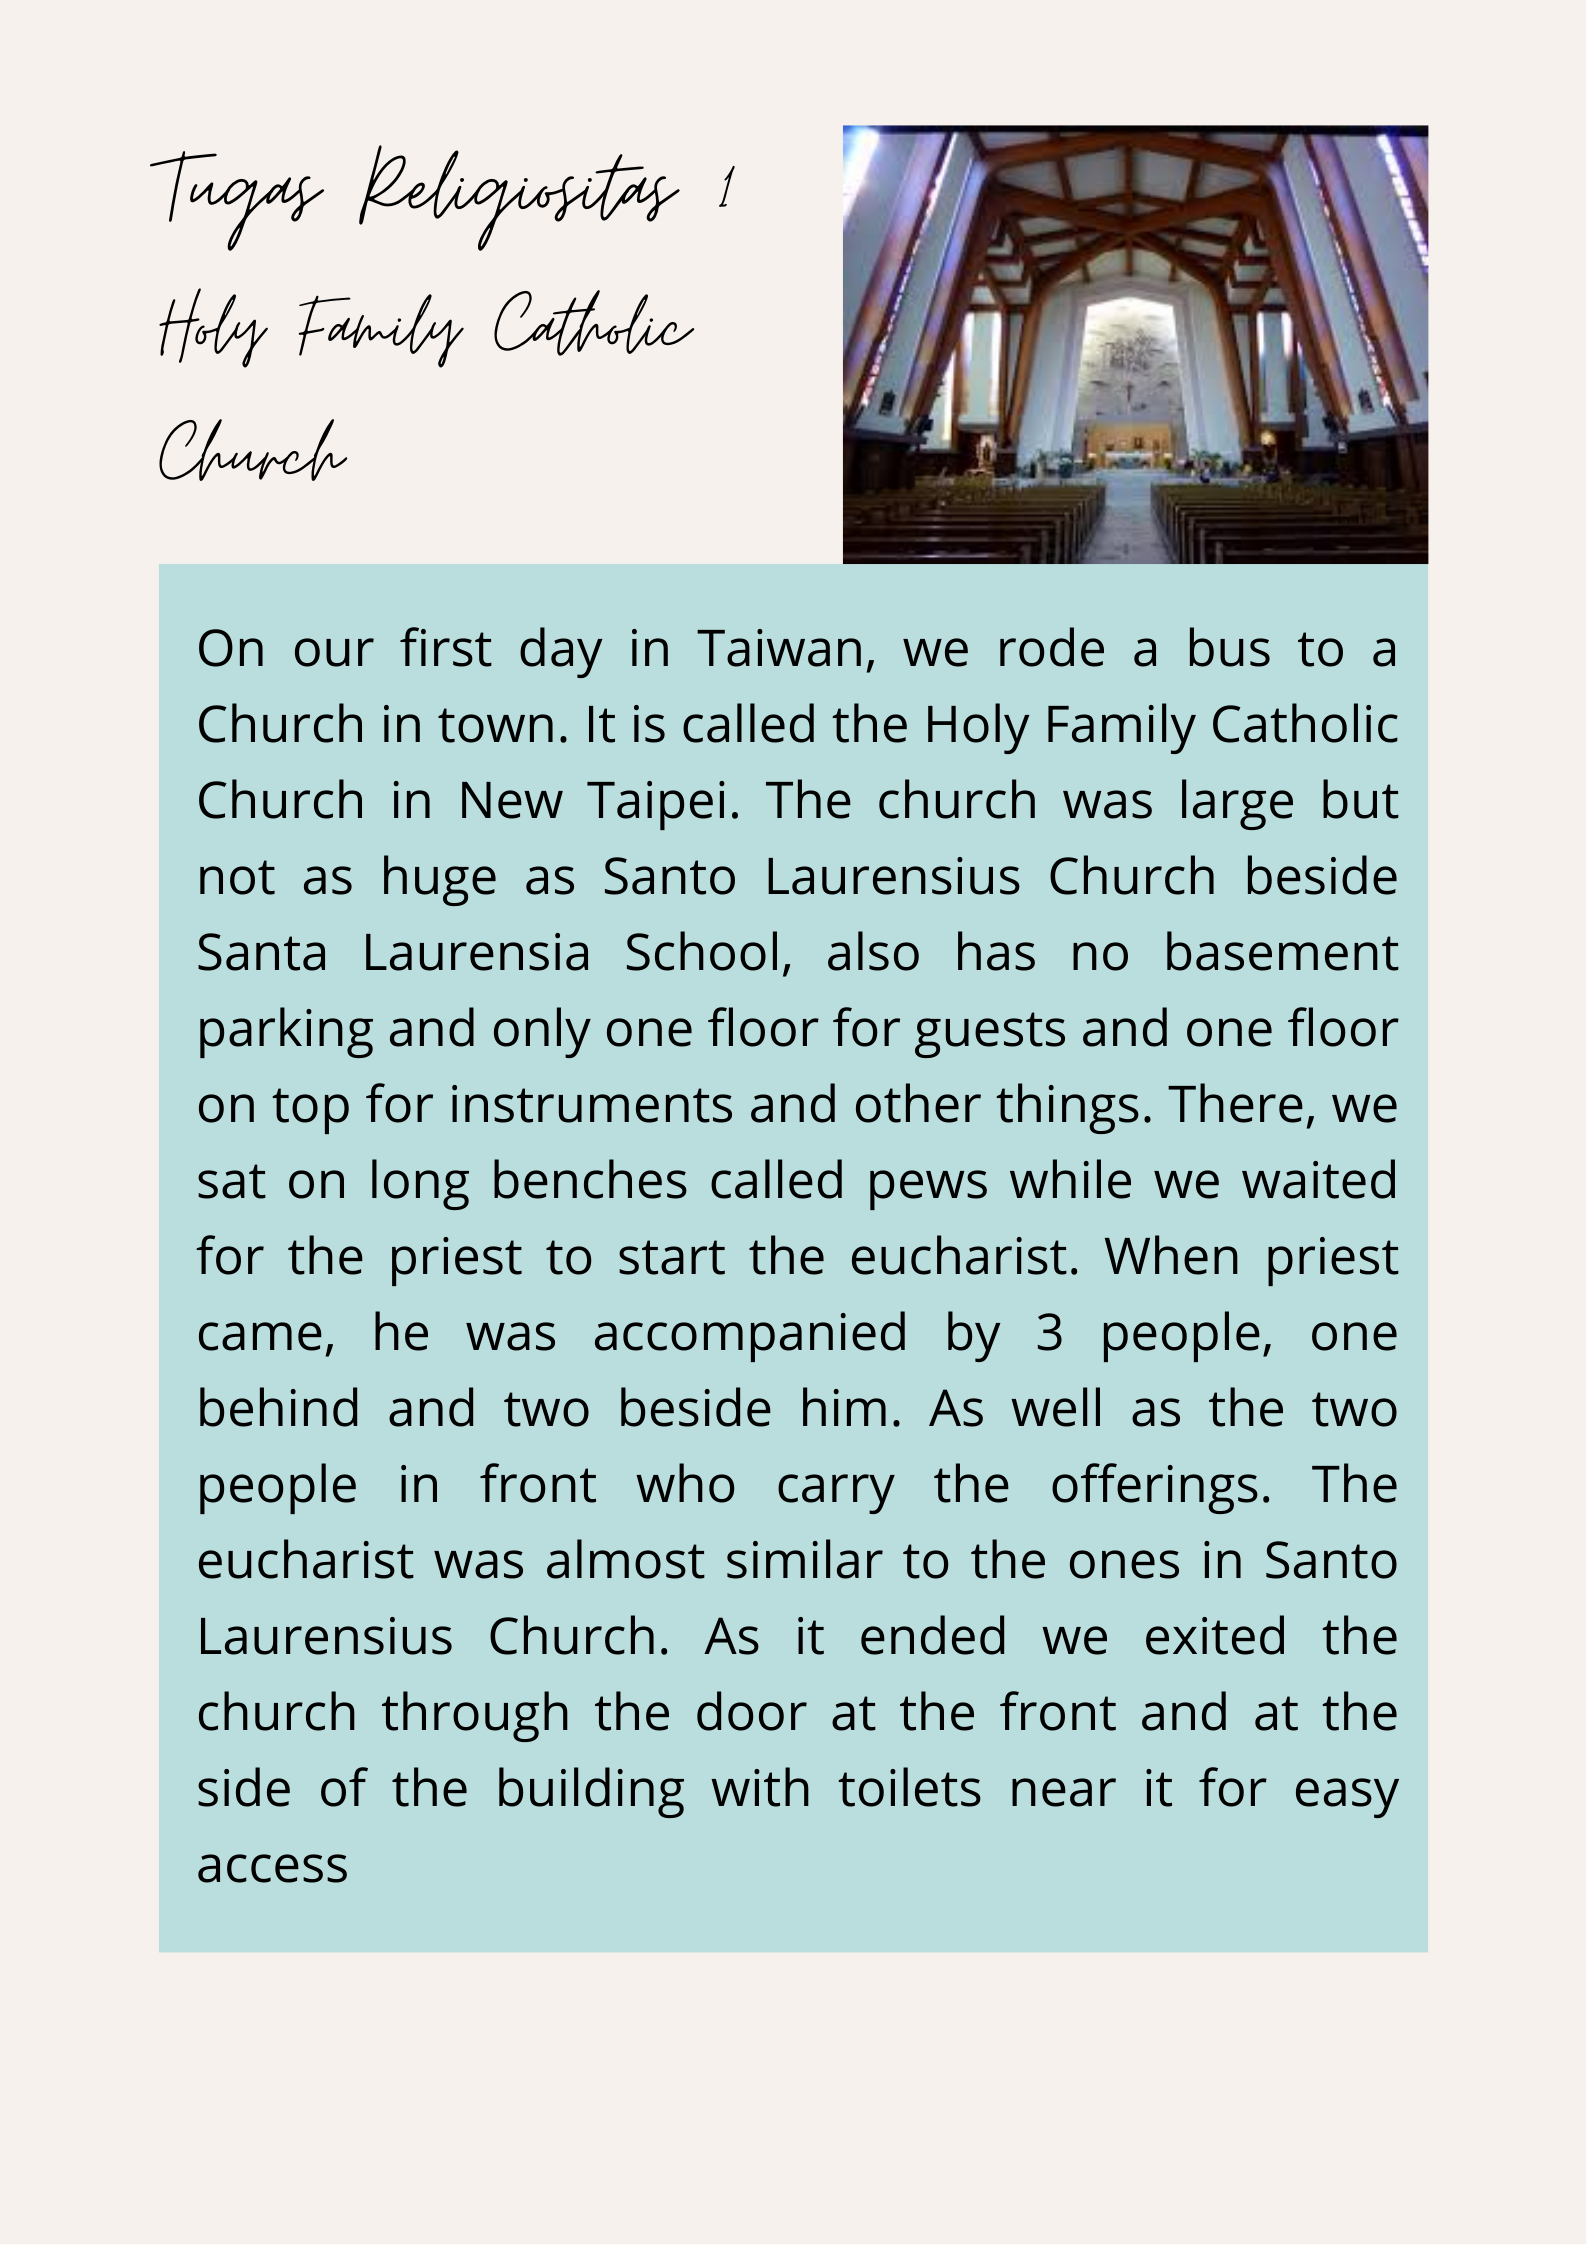 Tugas Religiositas 1
Holy Family Catholic
Church
On our first day in Taiwan, we rode a bus to a
Church in town. It is called the Holy Family Catholic
Church in New Taipei. The church was large but
not as huge as Santo Laurensius Church beside
Santa Laurensia School, also has no basement
parking and only one floor for guests and one floor
on top for instruments and other things. There, we
sat on long benches called pews while we waited
for the priest to start the eucharist. When priest
came, he was accompanied by 3 people, one
behind and two beside him. As well as the two
people in front who carry the offerings. The
eucharist was almost similar to the ones in Santo
Laurensius Church. As it ended we exited the
church through the door at the front and at the
side of the building with toilets near it for easy
access